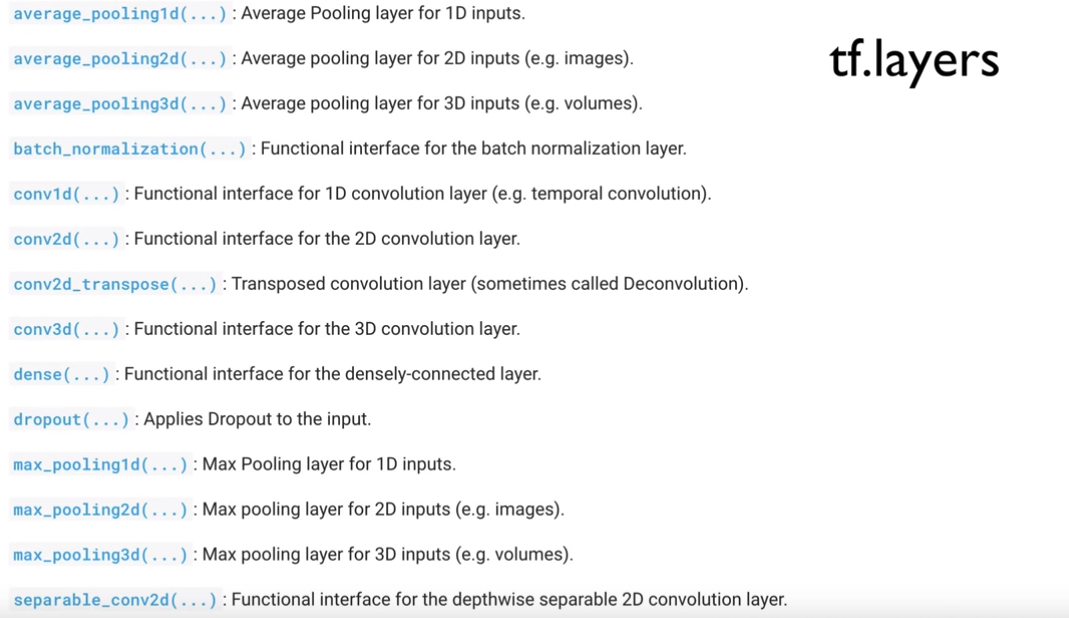 average_pooling1d(...) : Average Pooling layer for 1D inputs.
tf.layers
average_pooling2d(...) : Average pooling layer for 2D inputs (e.g. images).
average_pooling3d(...) : Average pooling layer for 3D inputs (e.g. volumes).
batch_normalization(...) : Functional interface for the batch normalization layer.
conv1d(...) : Functional interface for 1D convolution layer (e.g. temporal convolution).
conv2d(...) : Functional interface for the 2D convolution layer.
conv2d_transpose(...) : Transposed convolution layer (sometimes called Deconvolution).
conv3d(...) : Functional interface for the 3D convolution layer.
dense(...) : Functional interface for the densely-connected layer.
dropout(...) : Applies Dropout to the input.
max_pooling1d(...) : Max Pooling layer for 1D inputs.
max_pooling2d(...) : Max pooling layer for 2D inputs (e.g. images).
max_pooling3d(...) : Max pooling layer for 3D inputs (e.g. volumes).
separable_conv2d(...) : Functional interface for the depthwise separable 2D convolution layer.